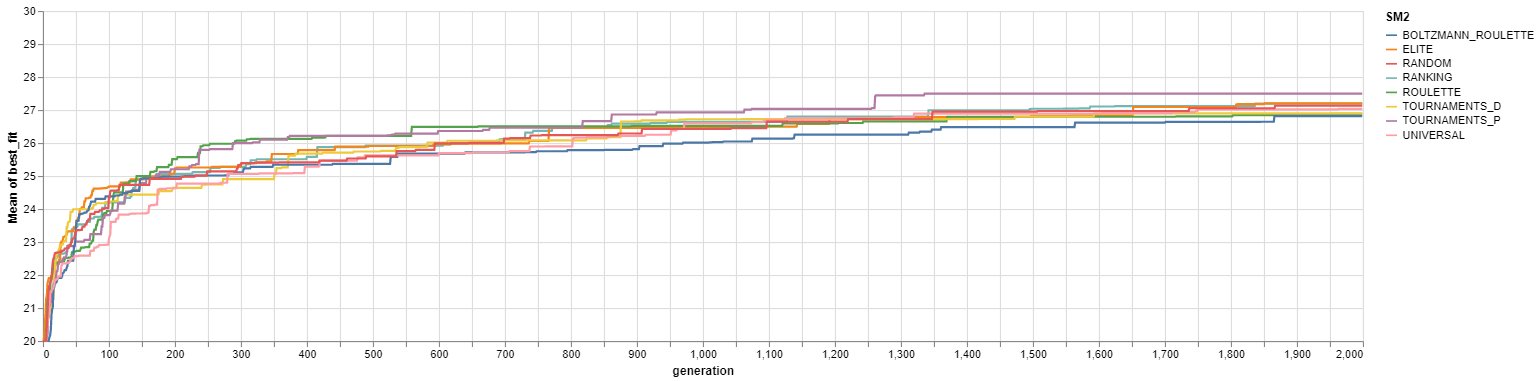 Mean of best_fit
30
29
28
27
26
25
24
23
22
21
20
0 100 200 300 400 500 600 700 800 900 1,000 1,100 1,200 1,300 1,400 1,500 1,600 1,700 1,800 1,900 2,000
generation
SM2
BOLTZMANN_ROULETTE
ELITE
RANDOM
RANKING
ROULETTE
TOURNAMENTS_D
TOURNAMENTS_P
UNIVERSAL